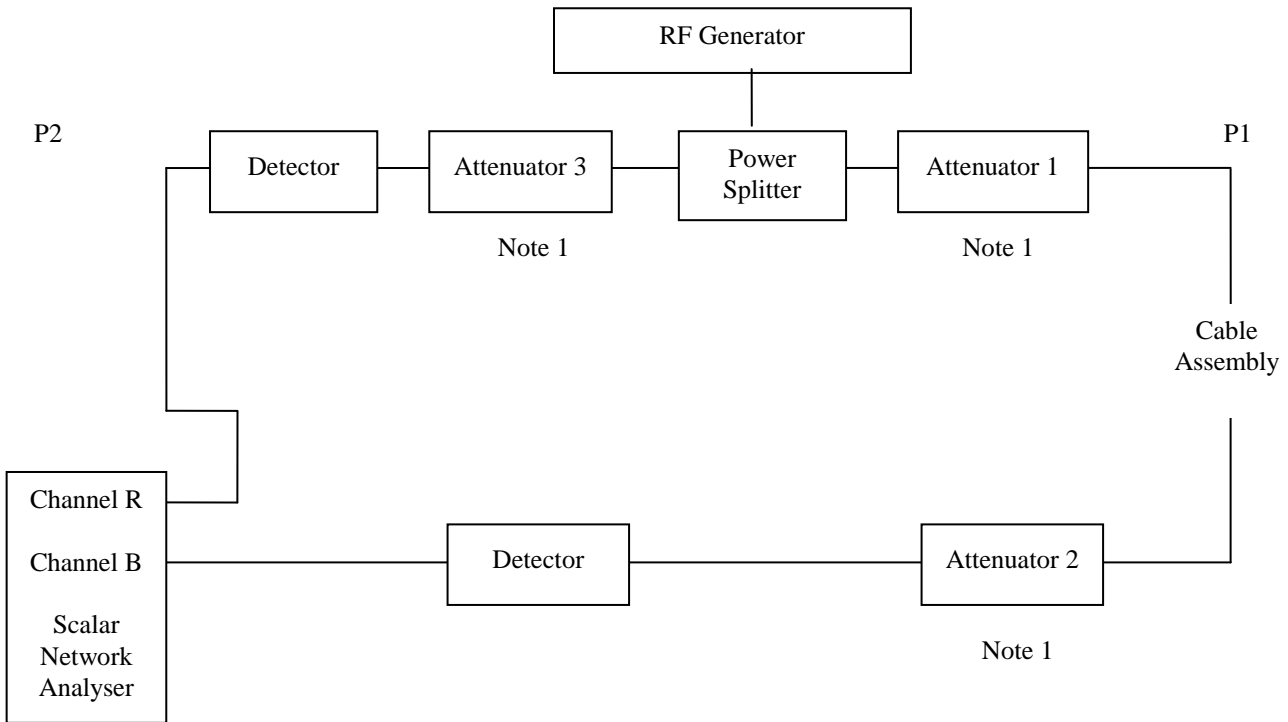 RF Generator
P2
Detector
Attenuator 3
Power
Splitter
Attenuator 1
P1
Note 1
Note 1
Cable
Assembly
Channel R
Channel B
Scalar
Network
Analyser
Detector
Attenuator 2
Note 1